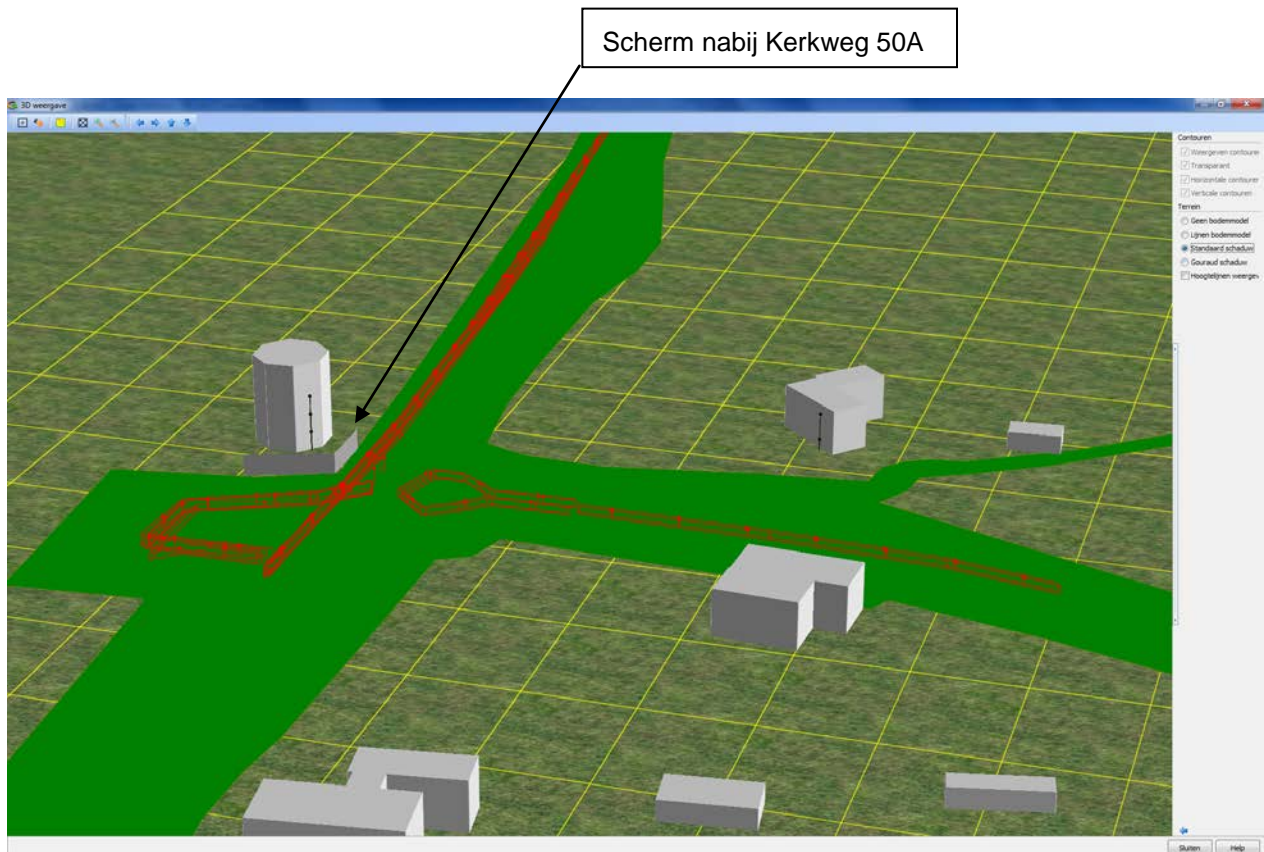 Scherm nabij Kerkweg 50A
3D weergave
Contouren
Weergeven contouren
Transparant
Horizontale contouren
Verticale contouren
Terrein
Geen bodemmodel
Lijnen bodemmodel
Standaard schaduw
Gouraud schaduw
Hoogtelijnen weergev
Sluiten
Help